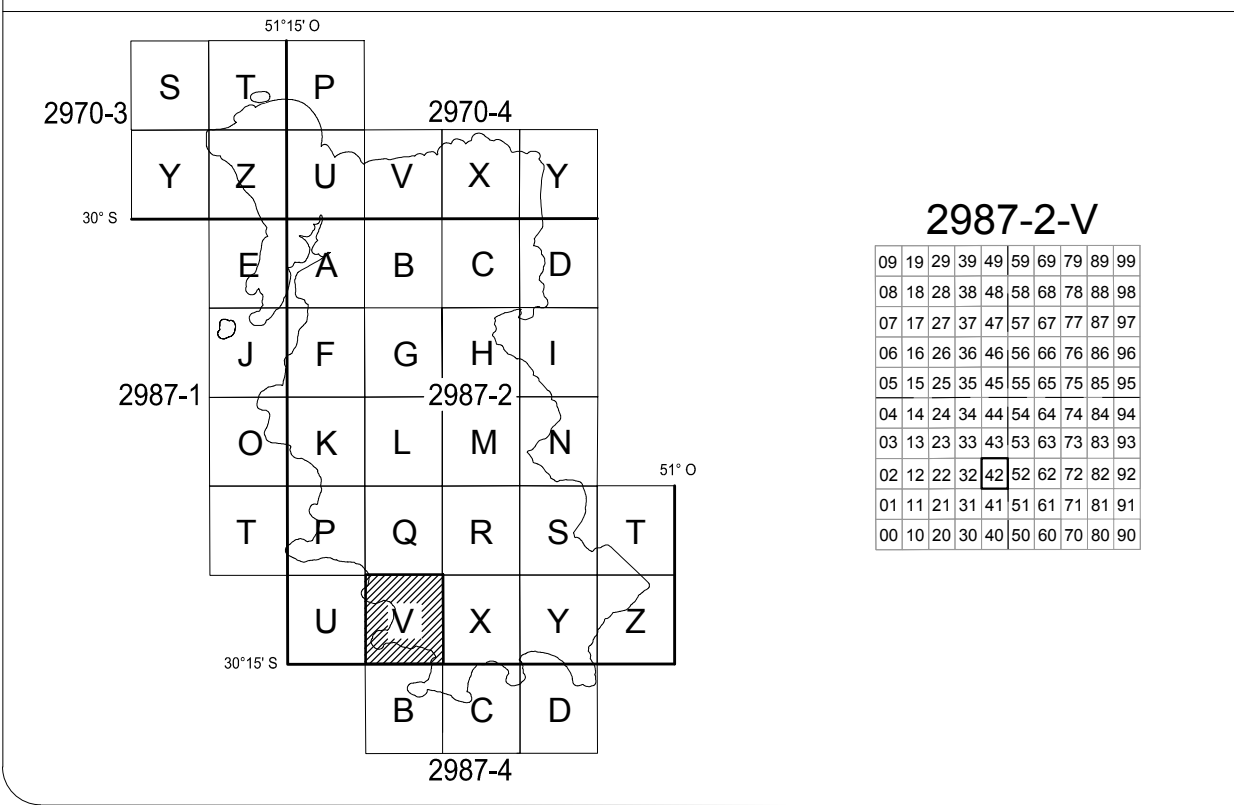 51°15' O
S T P
2970-3 2970-4
Y Z U V X Y
30° S
E A B C D
J F G H I
2987-1 2987-2
O K L M N
51° O
T P Q R S T
U V X Y Z
30°15' S
B C D
2987-4
2987-2-V
09 19 29 39 49 59 69 79 89 99
08 18 28 38 48 58 68 78 88 98
07 17 27 37 47 57 67 77 87 97
06 16 26 36 46 56 66 76 86 96
05 15 25 35 45 55 65 75 85 95
04 14 24 34 44 54 64 74 84 94
03 13 23 33 43 53 63 73 83 93
02 12 22 32 42 52 62 72 82 92
01 11 21 31 41 51 61 71 81 91
00 10 20 30 40 50 60 70 80 90